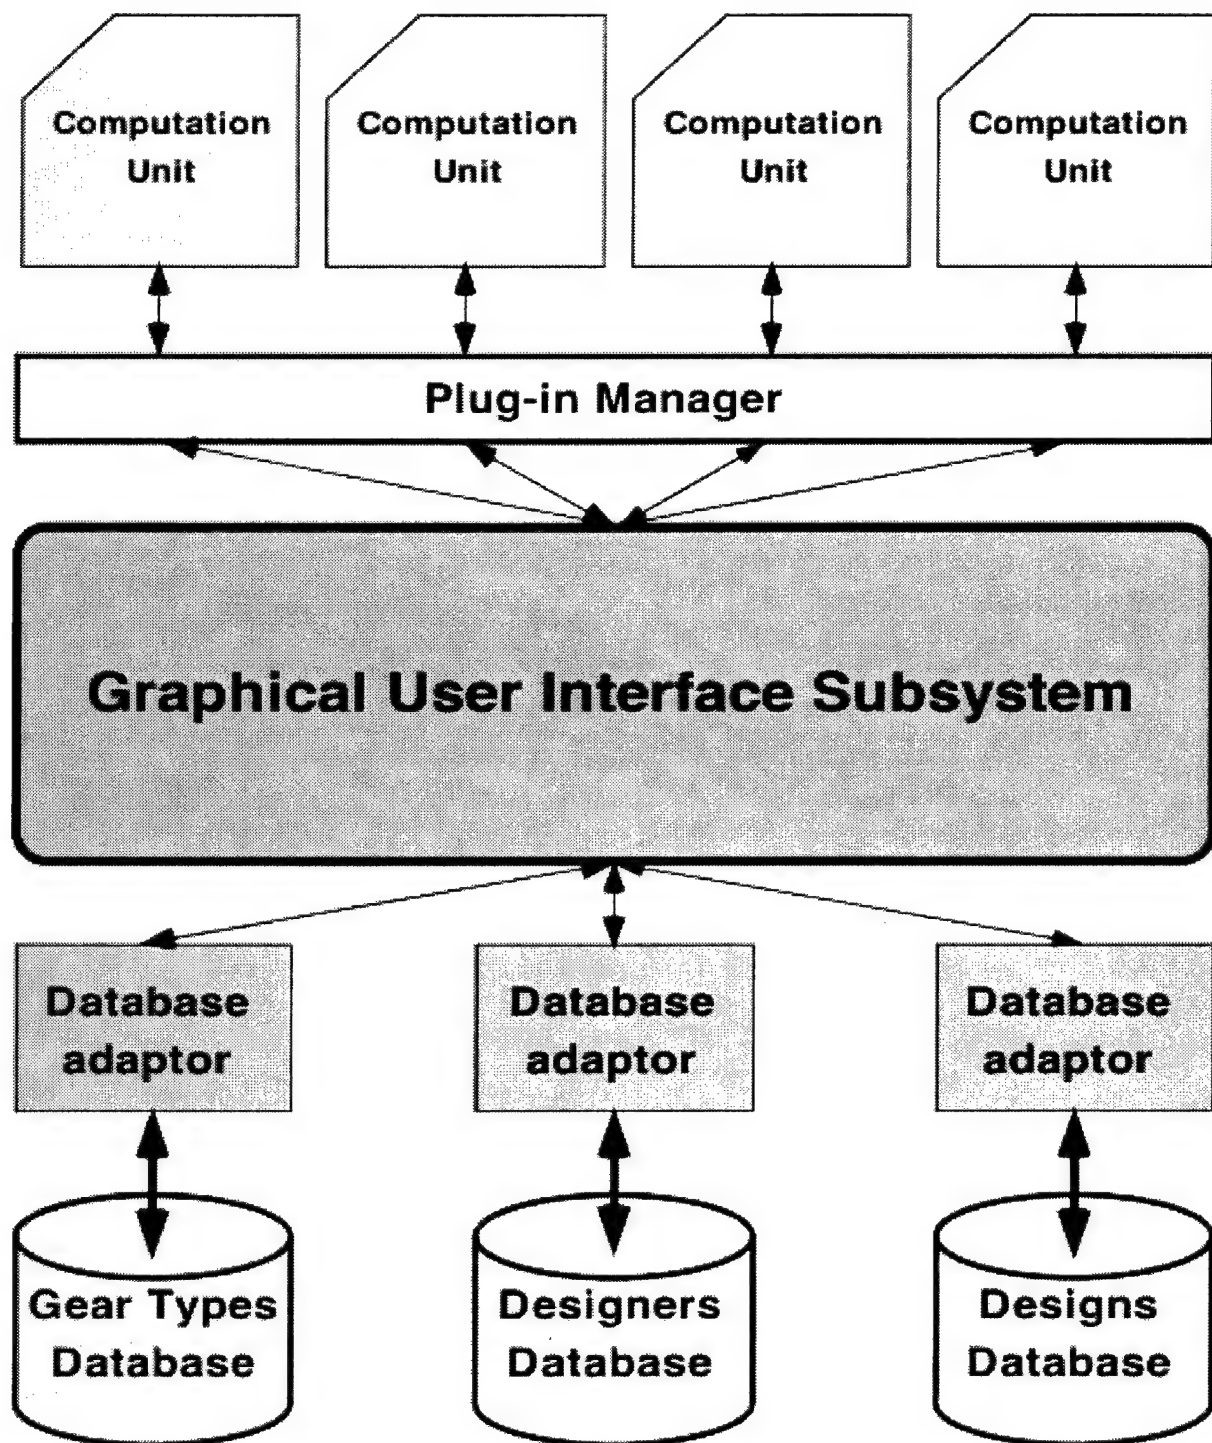 Computation
Unit
Computation
Unit
Computation
Unit
Computation
Unit
Plug-in Manager
Graphical User Interface Subsystem
Database
adaptor
Database
adaptor
Database
adaptor
Gear Types
Database
Designers
Database
Designs
Database